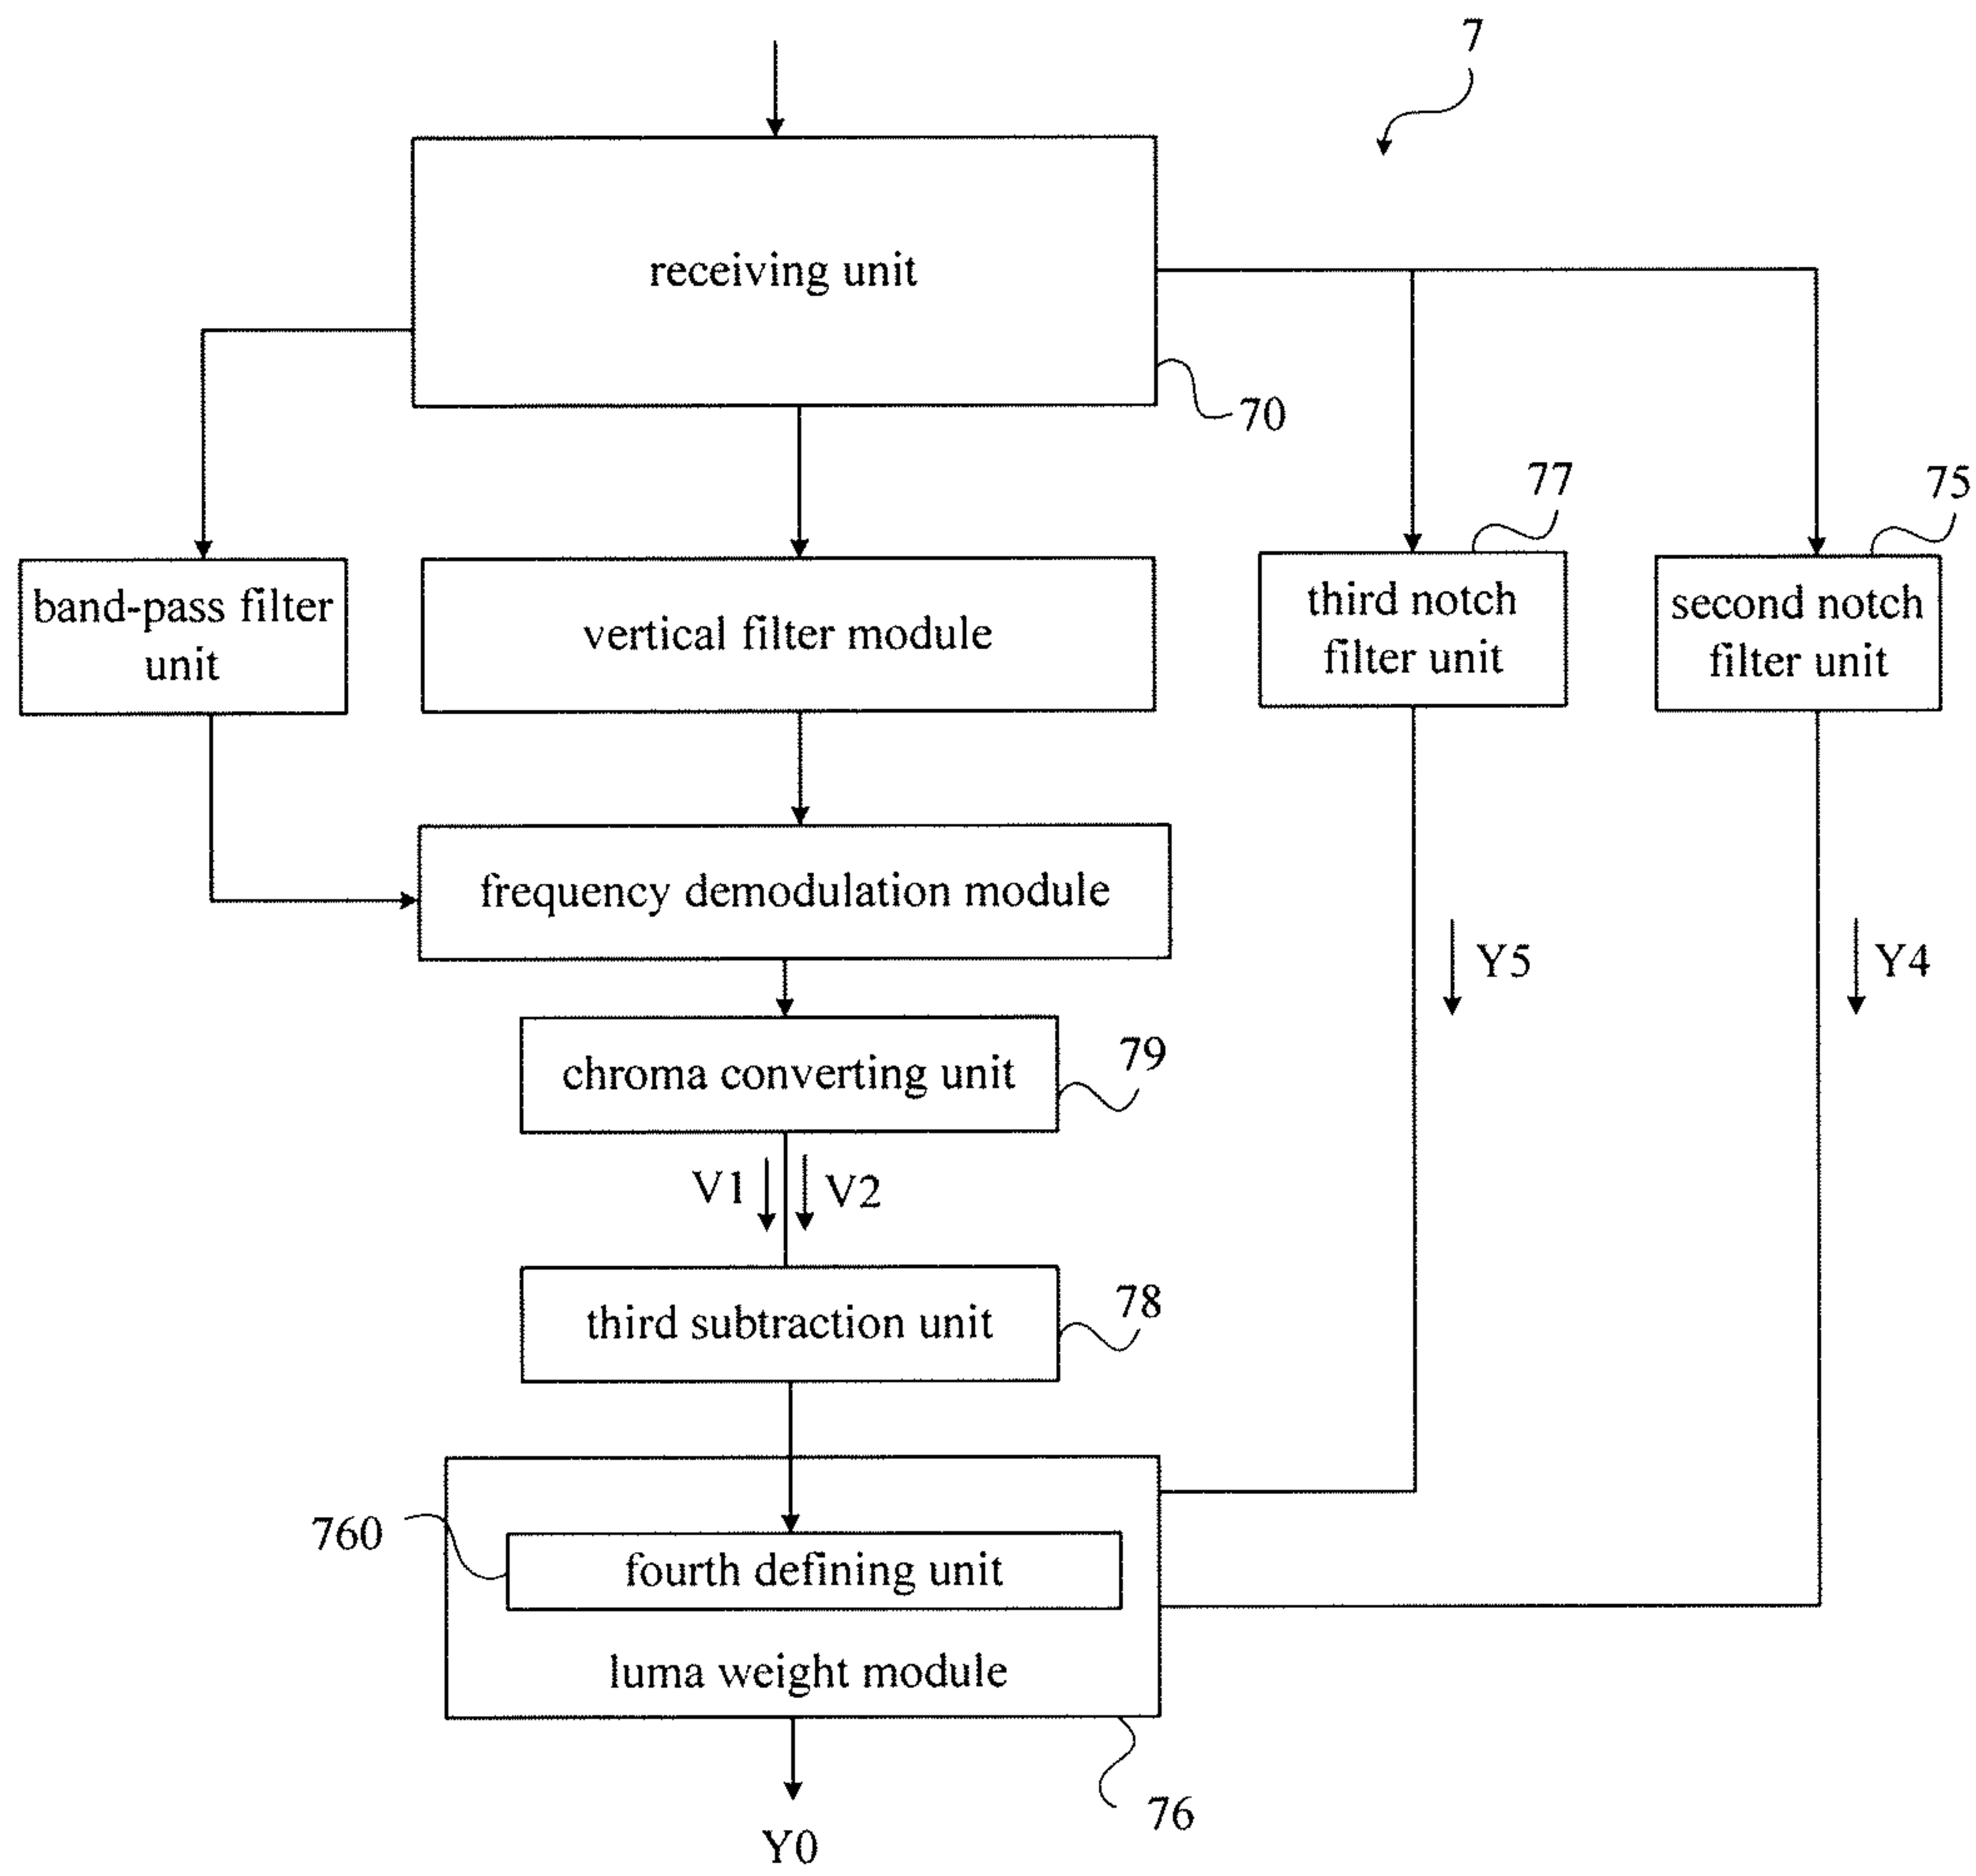 7
receiving unit
70
77
75
band-pass filter
unit
vertical filter module
third notch
filter unit
second notch
filter unit
frequency demodulation module
Y5
Y4
chroma converting unit
79
V1
V2
third subtraction unit
78
760
fourth defining unit
luma weight module
76
Y0